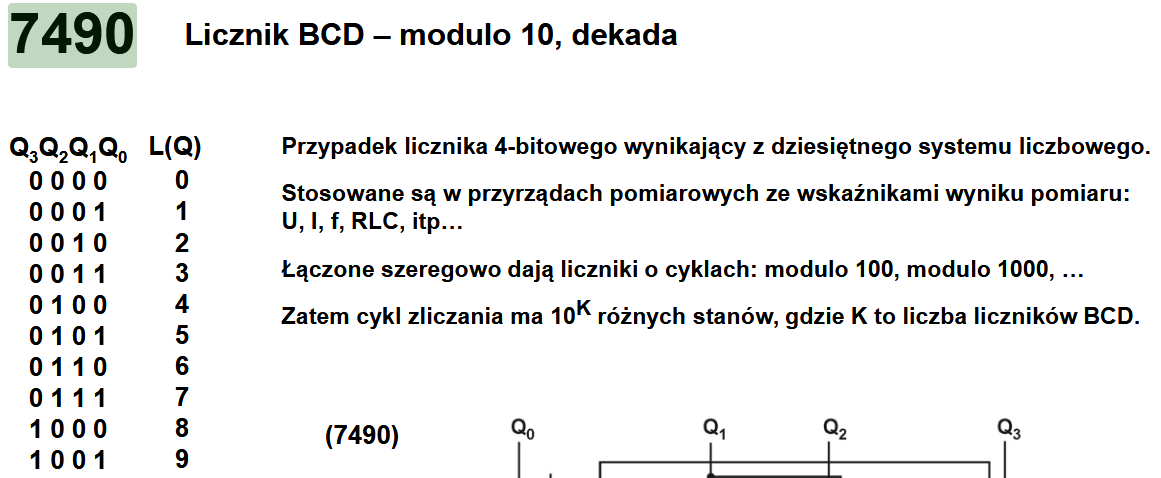 7490 Licznik BCD – modulo 10, dekada
Q₃Q₂Q₁Q₀ L(Q)
0 0 0 0 0
0 0 0 1 1
0 0 1 0 2
0 0 1 1 3
0 1 0 0 4
0 1 0 1 5
0 1 1 0 6
0 1 1 1 7
1 0 0 0 8
1 0 0 1 9
Przypadek licznika 4-bitowego wynikający z dziesiętnego systemu liczbowego.
Stosowane są w przyrządach pomiarowych ze wskaźnikami wyniku pomiaru:
U, I, f, RLC, itp…
Łączone szeregowo dają liczniki o cyklach: modulo 100, modulo 1000, …
Zatem cykl zliczania ma 10ᴷ różnych stanów, gdzie K to liczba liczników BCD.
(7490) Q₀ Q₁ Q₂ Q₃